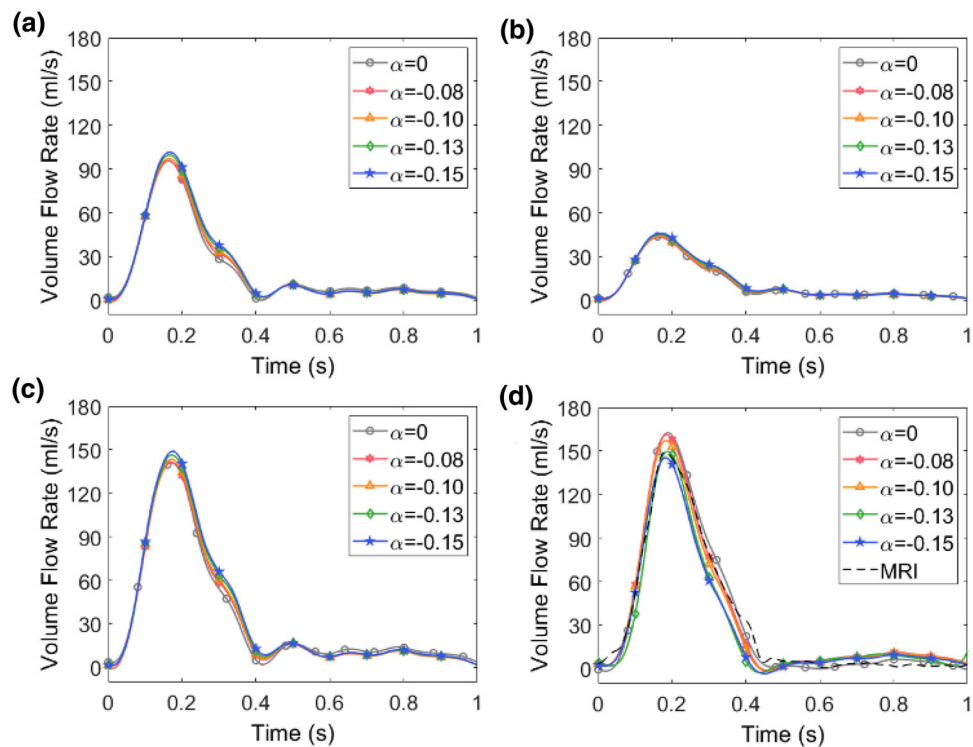 (a)
Volume Flow Rate (ml/s)
180
150
120
90
60
30
0
0
0.2
0.4
0.6
0.8
1
Time (s)
α=0
α=-0.08
α=-0.10
α=-0.13
α=-0.15
(b)
Volume Flow Rate (ml/s)
180
150
120
90
60
30
0
0
0.2
0.4
0.6
0.8
1
Time (s)
α=0
α=-0.08
α=-0.10
α=-0.13
α=-0.15
(c)
Volume Flow Rate (ml/s)
180
150
120
90
60
30
0
0
0.2
0.4
0.6
0.8
1
Time (s)
α=0
α=-0.08
α=-0.10
α=-0.13
α=-0.15
(d)
Volume Flow Rate (ml/s)
180
150
120
90
60
30
0
0
0.2
0.4
0.6
0.8
1
Time (s)
α=0
α=-0.08
α=-0.10
α=-0.13
α=-0.15
MRI